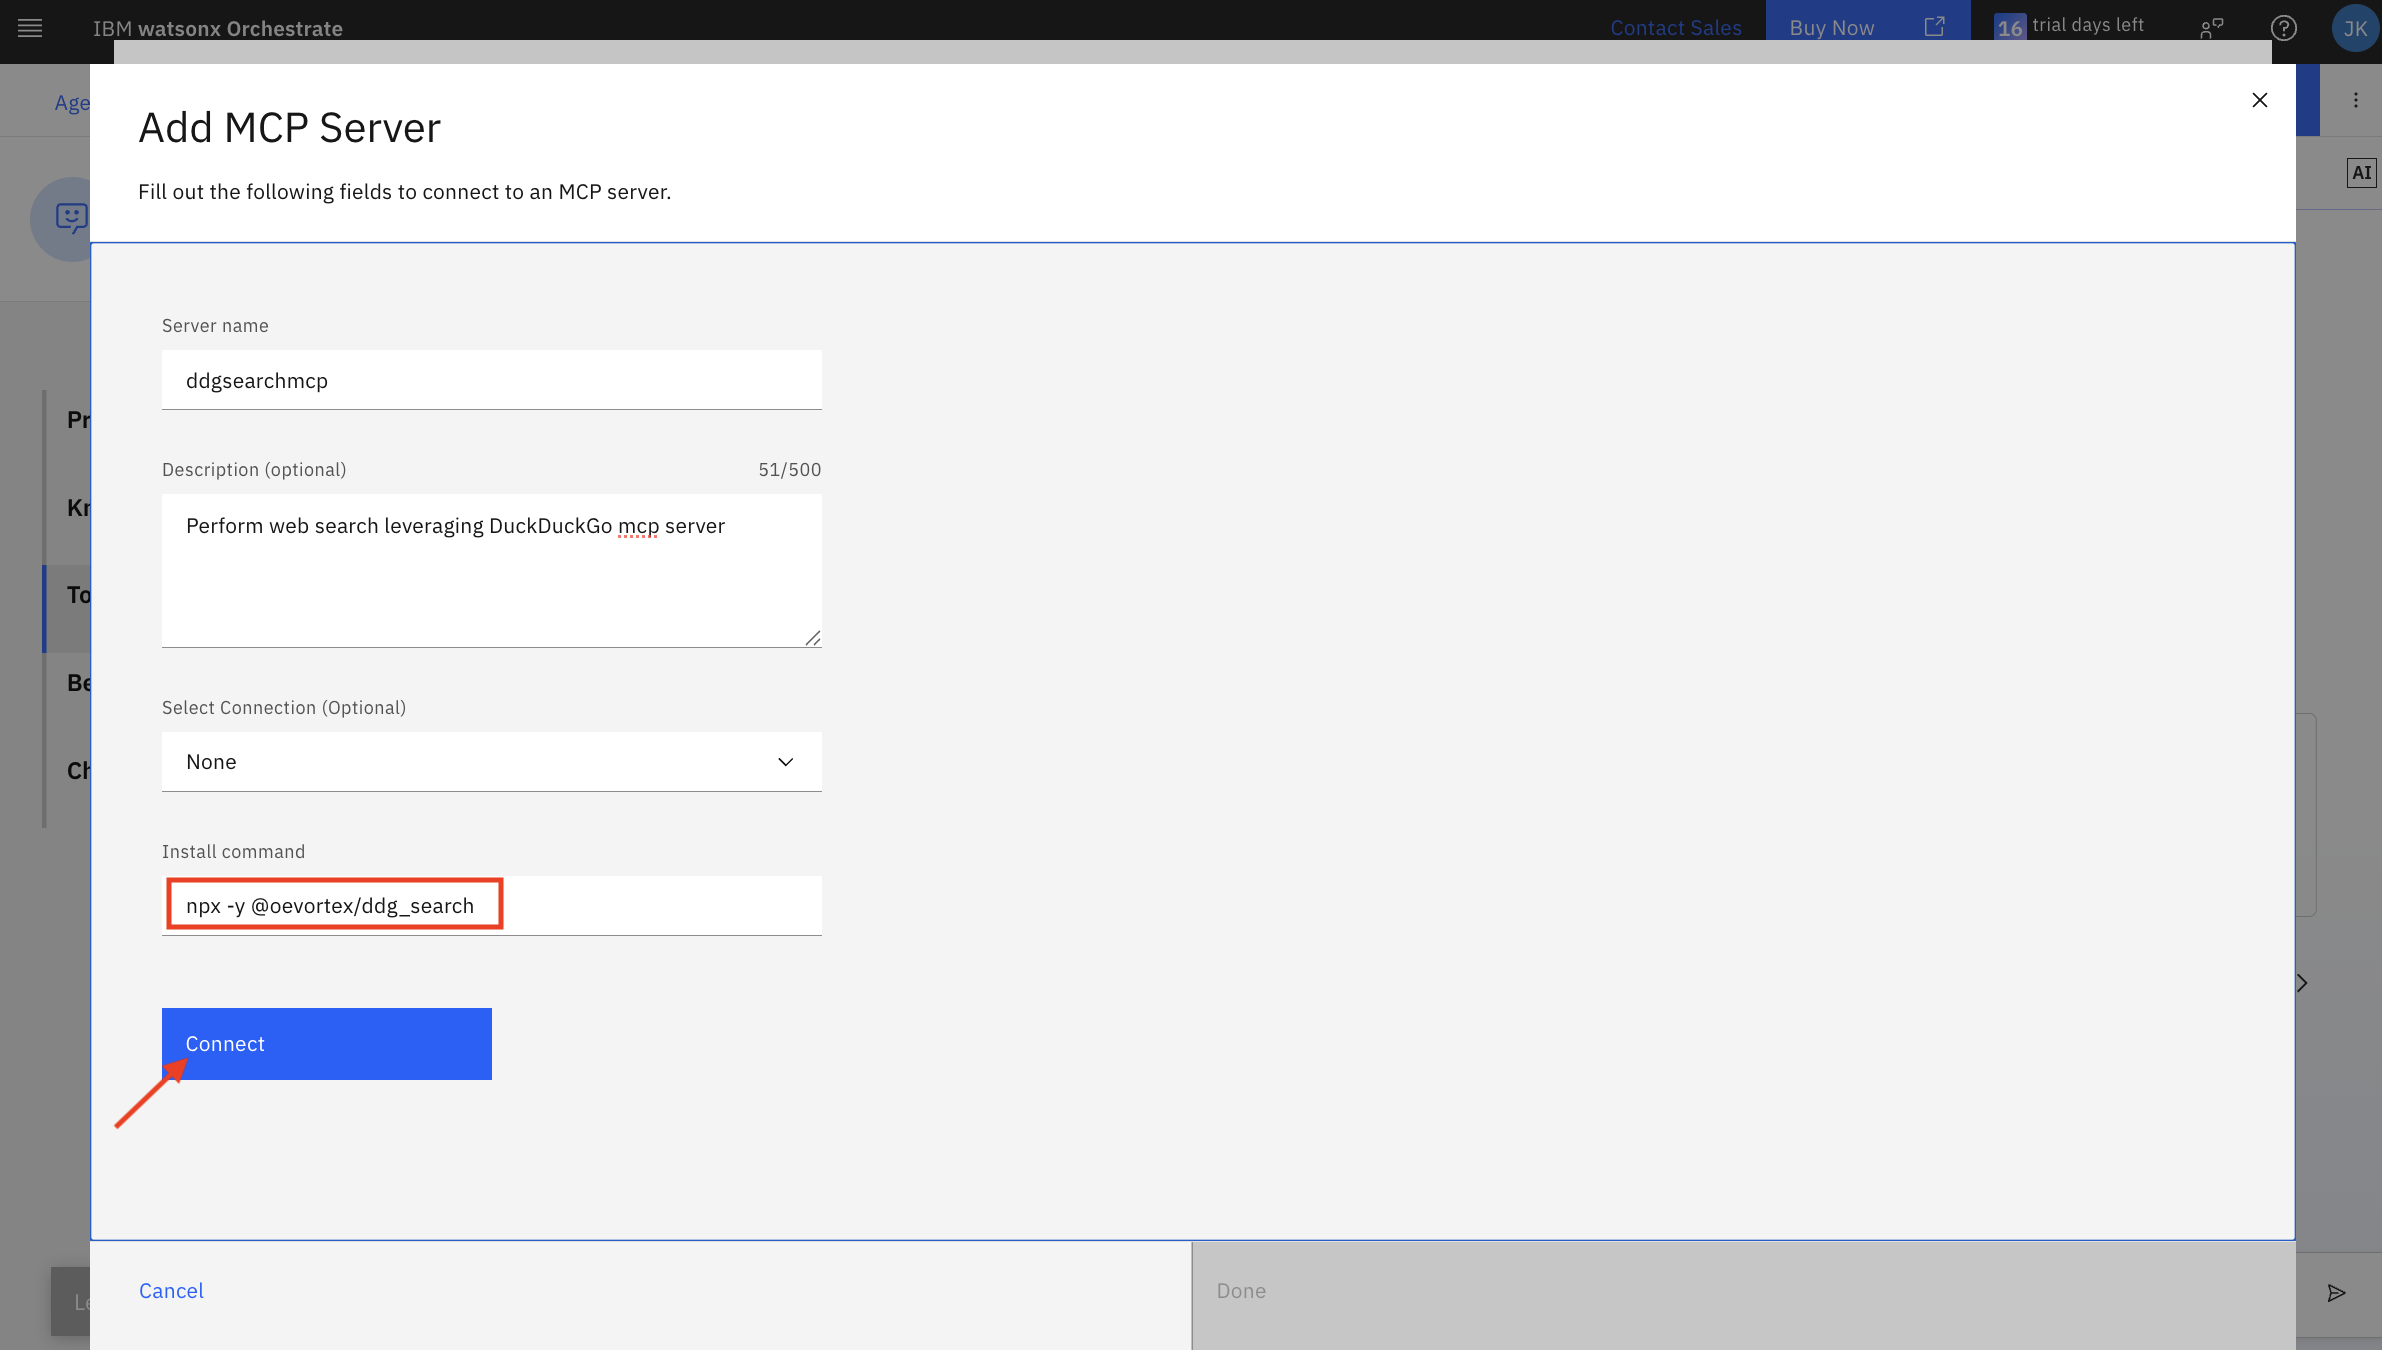 IBM watsonx Orchestrate
Contact Sales
Buy Now
16 trial days left
JK
Age
AI
Add MCP Server
Fill out the following fields to connect to an MCP server.
Server name
ddgsearchmcp
Description (optional)
51/500
Perform web search leveraging DuckDuckGo mcp server
Select Connection (Optional)
None
Install command
npx -y @oevortex/ddg_search
Connect
Pr
Kn
To
Be
Ch
Cancel
Done
Le